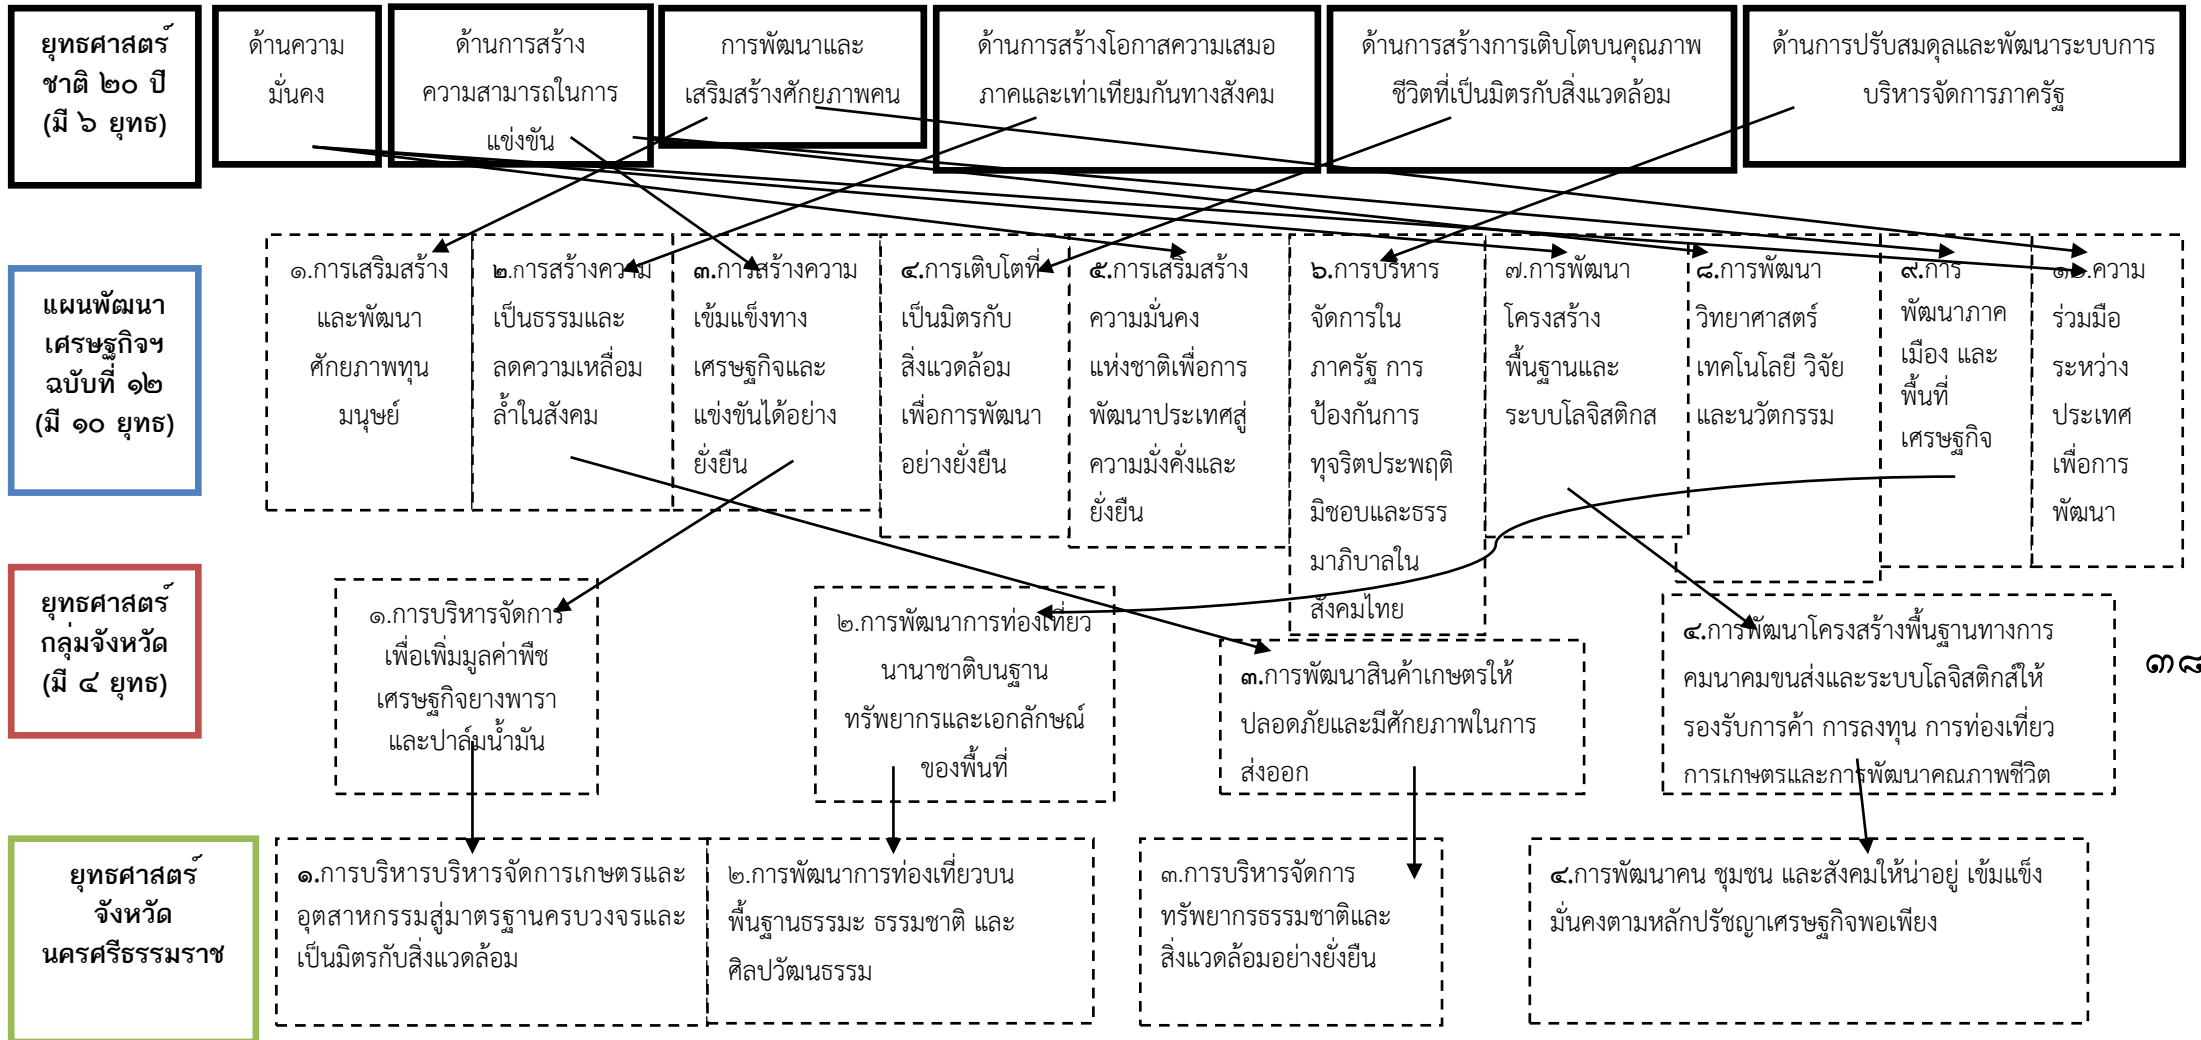 ยุทธศาสตร์
ชาติ ๒๐ ปี
(มี ๖ ยุทธ)
ด้านความ
มั่นคง
ด้านการสร้าง
ความสามารถในการ
แข่งขัน
การพัฒนาและ
เสริมสร้างศักยภาพคน
ด้านการสร้างโอกาสความเสมอ
ภาคและเท่าเทียมกันทางสังคม
ด้านการสร้างการเติบโตบนคุณภาพ
ชีวิตที่เป็นมิตรกับสิ่งแวดล้อม
ด้านการปรับสมดุลและพัฒนาระบบการ
บริหารจัดการภาครัฐ
แผนพัฒนา
เศรษฐกิจฯ
ฉบับที่ ๑๒
(มี ๑๐ ยุทธ)
๑.การเสริมสร้าง
และพัฒนา
ศักยภาพทุน
มนุษย์
๒.การสร้างความ
เป็นธรรมและ
ลดความเหลื่อม
ล้ำในสังคม
๓.การสร้างความ
เข้มแข็งทาง
เศรษฐกิจและ
แข่งขันได้อย่าง
ยั่งยืน
๔.การเติบโตที่
เป็นมิตรกับ
สิ่งแวดล้อม
เพื่อการพัฒนา
อย่างยั่งยืน
๕.การเสริมสร้าง
ความมั่นคง
แห่งชาติเพื่อการ
พัฒนาประเทศสู่
ความมั่งคั่งและ
ยั่งยืน
๖.การบริหาร
จัดการใน
ภาครัฐ การ
ป้องกันการ
ทุจริตประพฤติ
มิชอบและธรร
มาภิบาลใน
สังคมไทย
๗.การพัฒนา
โครงสร้าง
พื้นฐานและ
ระบบโลจิสติกส
๘.การพัฒนา
วิทยาศาสตร์
เทคโนโลยี วิจัย
และนวัตกรรม
๙.การ
พัฒนาภาค
เมือง และ
พื้นที่
เศรษฐกิจ
ความ
ร่วมมือ
ระหว่าง
ประเทศ
เพื่อการ
พัฒนา
ยุทธศาสตร์
กลุ่มจังหวัด
(มี ๔ ยุทธ)
๑.การบริหารจัดการ
เพื่อเพิ่มมูลค่าพืช
เศรษฐกิจยางพารา
และปาล์มน้ำมัน
๒.การพัฒนาการท่องเที่ยว
นานาชาติบนฐาน
ทรัพยากรและเอกลักษณ์
ของพื้นที่
๓.การพัฒนาสินค้าเกษตรให้
ปลอดภัยและมีศักยภาพในการ
ส่งออก
๔.การพัฒนาโครงสร้างพื้นฐานทางการ
คมนาคมขนส่งและระบบโลจิสติกส์ให้
รองรับการค้า การลงทุน การท่องเที่ยว
การเกษตรและการพัฒนาคุณภาพชีวิต
๓๘
ยุทธศาสตร์
จังหวัด
นครศรีธรรมราช
๑.การบริหารบริหารจัดการเกษตรและ
อุตสาหกรรมสู่มาตรฐานครบวงจรและ
เป็นมิตรกับสิ่งแวดล้อม
๒.การพัฒนาการท่องเที่ยวบน
พื้นฐานธรรมะ ธรรมชาติ และ
ศิลปวัฒนธรรม
๓.การบริหารจัดการ
ทรัพยากรธรรมชาติและ
สิ่งแวดล้อมอย่างยั่งยืน
๔.การพัฒนาคน ชุมชน และสังคมให้น่าอยู่ เข้มแข็ง
มั่นคงตามหลักปรัชญาเศรษฐกิจพอเพียง